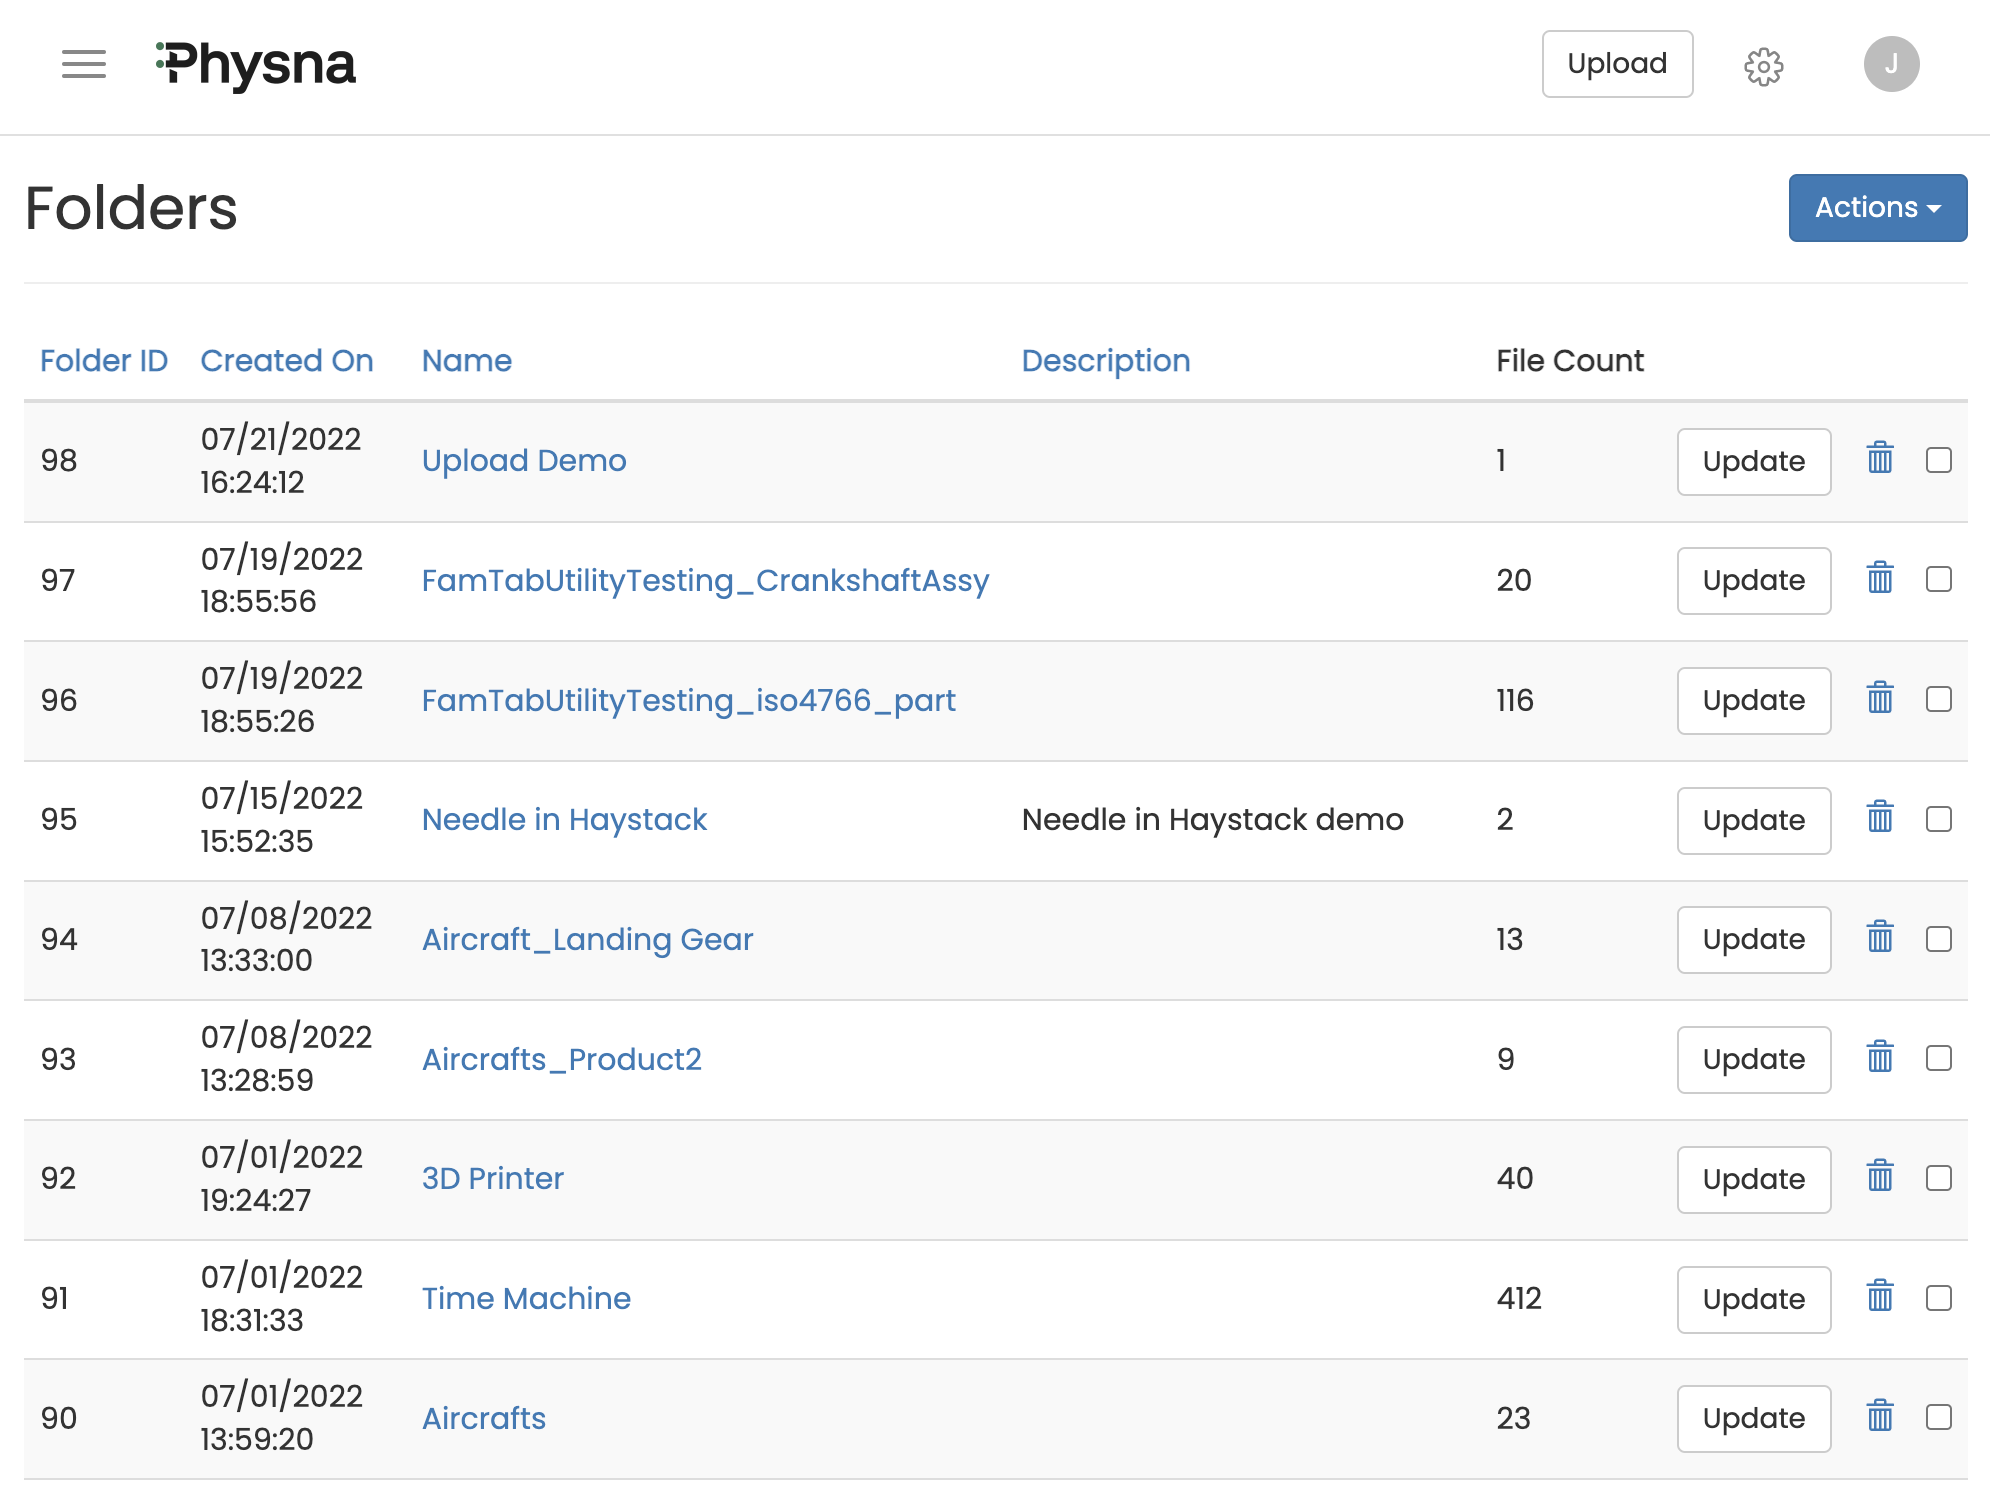 Physna
Upload
J
Folders
Actions
Folder ID Created On Name Description File Count
98 07/21/2022 16:24:12 Upload Demo 1 Update
97 07/19/2022 18:55:56 FamTabUtilityTesting_CrankshaftAssy 20 Update
96 07/19/2022 18:55:26 FamTabUtilityTesting_iso4766_part 116 Update
95 07/15/2022 15:52:35 Needle in Haystack Needle in Haystack demo 2 Update
94 07/08/2022 13:33:00 Aircraft_Landing Gear 13 Update
93 07/08/2022 13:28:59 Aircrafts_Product2 9 Update
92 07/01/2022 19:24:27 3D Printer 40 Update
91 07/01/2022 18:31:33 Time Machine 412 Update
90 07/01/2022 13:59:20 Aircrafts 23 Update